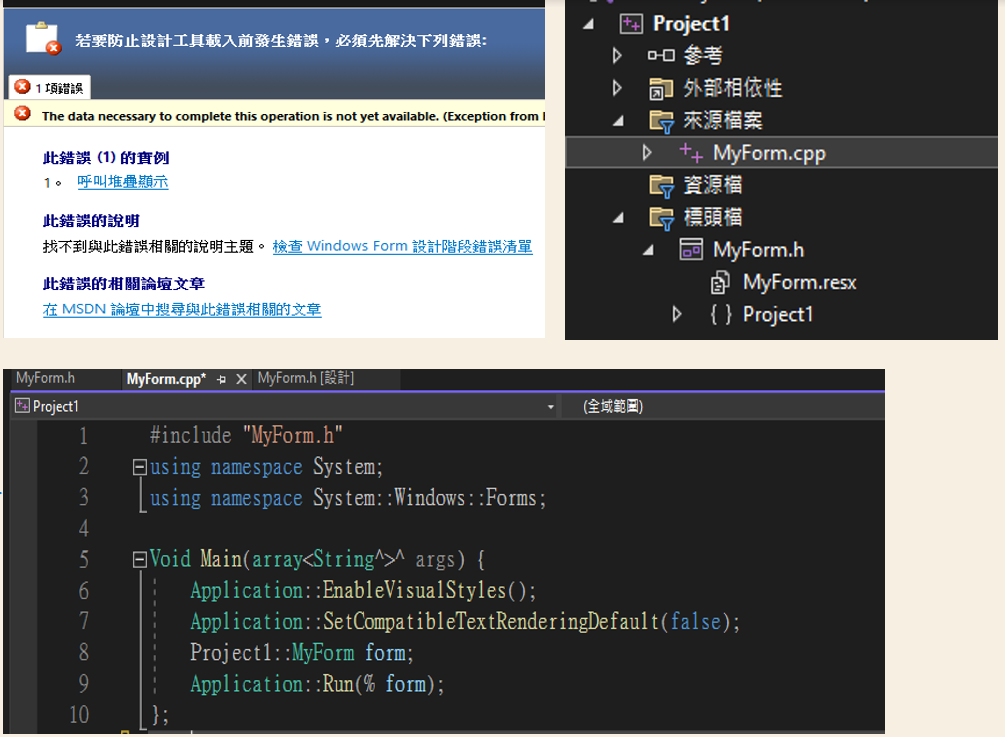 若要防止設計工具載入前發生錯誤，必須先解決下列錯誤:
1 項錯誤
The data necessary to complete this operation is not yet available. (Exception from
此錯誤 (1) 的實例
1。 呼叫堆疊顯示
此錯誤的說明
找不到與此錯誤相關的說明主題。 檢查 Windows Form 設計階段錯誤清單
此錯誤的相關論壇文章
在 MSDN 論壇中搜尋與此錯誤相關的文章
Project1
參考
外部相依性
來源檔案
MyForm.cpp
資源檔
標頭檔
MyForm.h
MyForm.resx
{ } Project1
MyForm.h MyForm.cpp* MyForm.h [設計]
Project1 (全域範圍)
1 #include "MyForm.h"
2 using namespace System;
3 using namespace System::Windows::Forms;
4
5 Void Main(array<String^>^ args) {
6 Application::EnableVisualStyles();
7 Application::SetCompatibleTextRenderingDefault(false);
8 Project1::MyForm form;
9 Application::Run(% form);
10 };